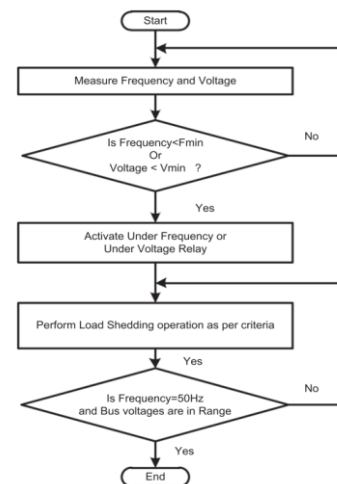 Start
Measure Frequency and Voltage
Is Frequency<Fmin
Or
Voltage < Vmin ?
No
Yes
Activate Under Frequency or
Under Voltage Relay
Perform Load Shedding operation as per criteria
Yes
Is Frequency=50Hz
and Bus voltages are in Range
No
Yes
End